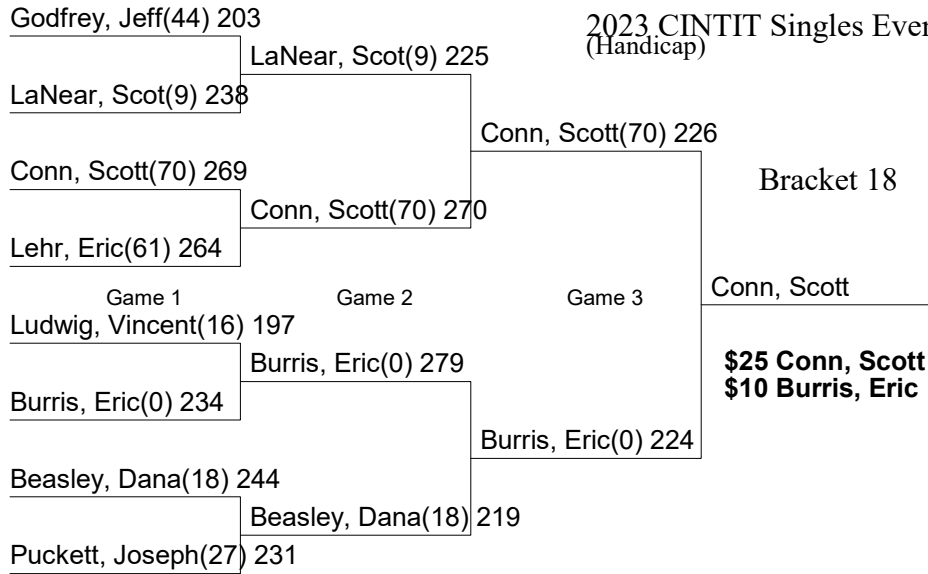 Godfrey, Jeff(44) 203
2023 CINTIT Singles Even
(Handicap)
LaNear, Scot(9) 225
LaNear, Scot(9) 238
Conn, Scott(70) 226
Conn, Scott(70) 269
Bracket 18
Conn, Scott(70) 270
Lehr, Eric(61) 264
Game 1
Game 2
Game 3
Conn, Scott
Ludwig, Vincent(16) 197
Burris, Eric(0) 279
$25 Conn, Scott
$10 Burris, Eric
Burris, Eric(0) 234
Burris, Eric(0) 224
Beasley, Dana(18) 244
Beasley, Dana(18) 219
Puckett, Joseph(27) 231